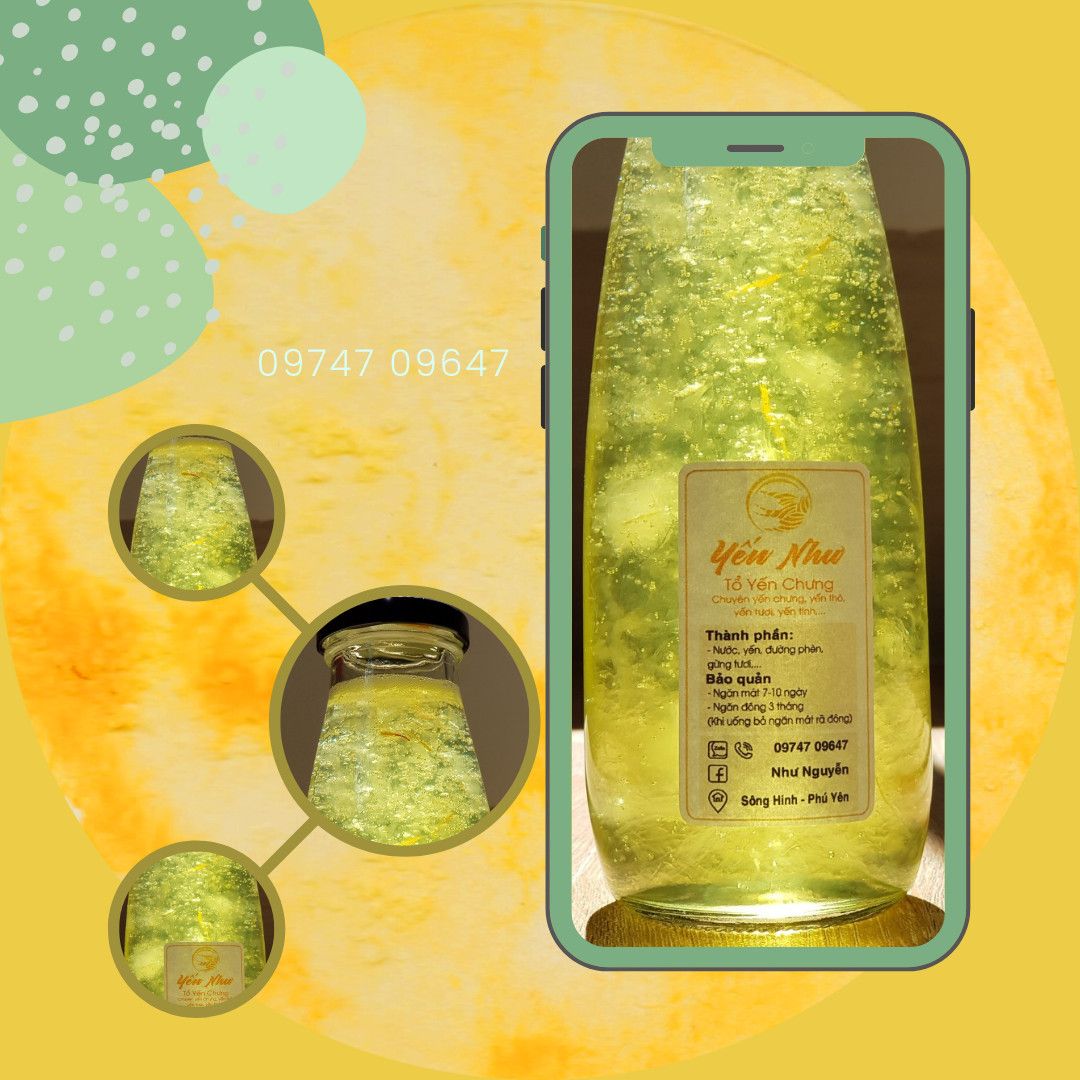 09747 09647
Yến Như
Tổ Yến Chưng
Chuyên yến chưng, yến thô,
yến tươi, yến tinh,...
Thành phần:
- Nước, yến, đường phèn,
gừng tươi,...
Bảo quản
- Ngăn mát 7-10 ngày
- Ngăn đông 3 tháng
(Khi uống bỏ ngăn mát rã đông)
Zalo
09747 09647
Như Nguyễn
Sông Hinh - Phú Yên
Yến Như
Tổ Yến Chưng